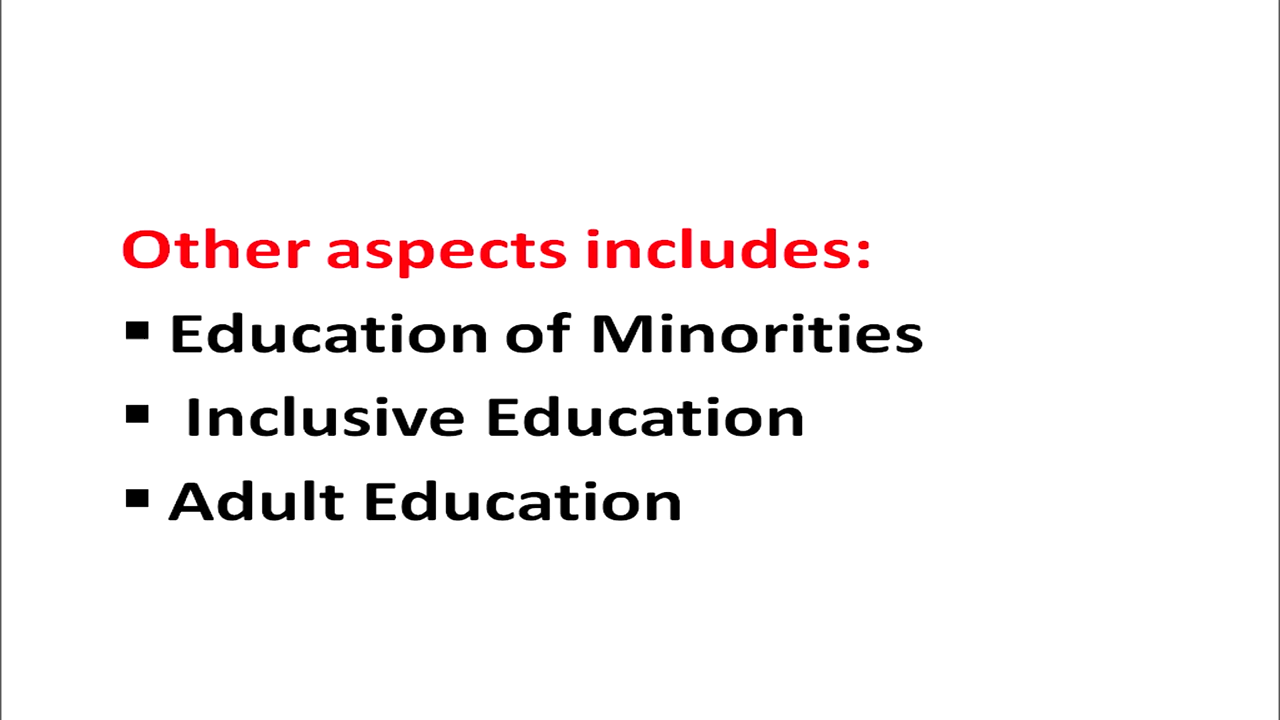 Other aspects includes:
▪ Education of Minorities
▪ Inclusive Education
▪ Adult Education